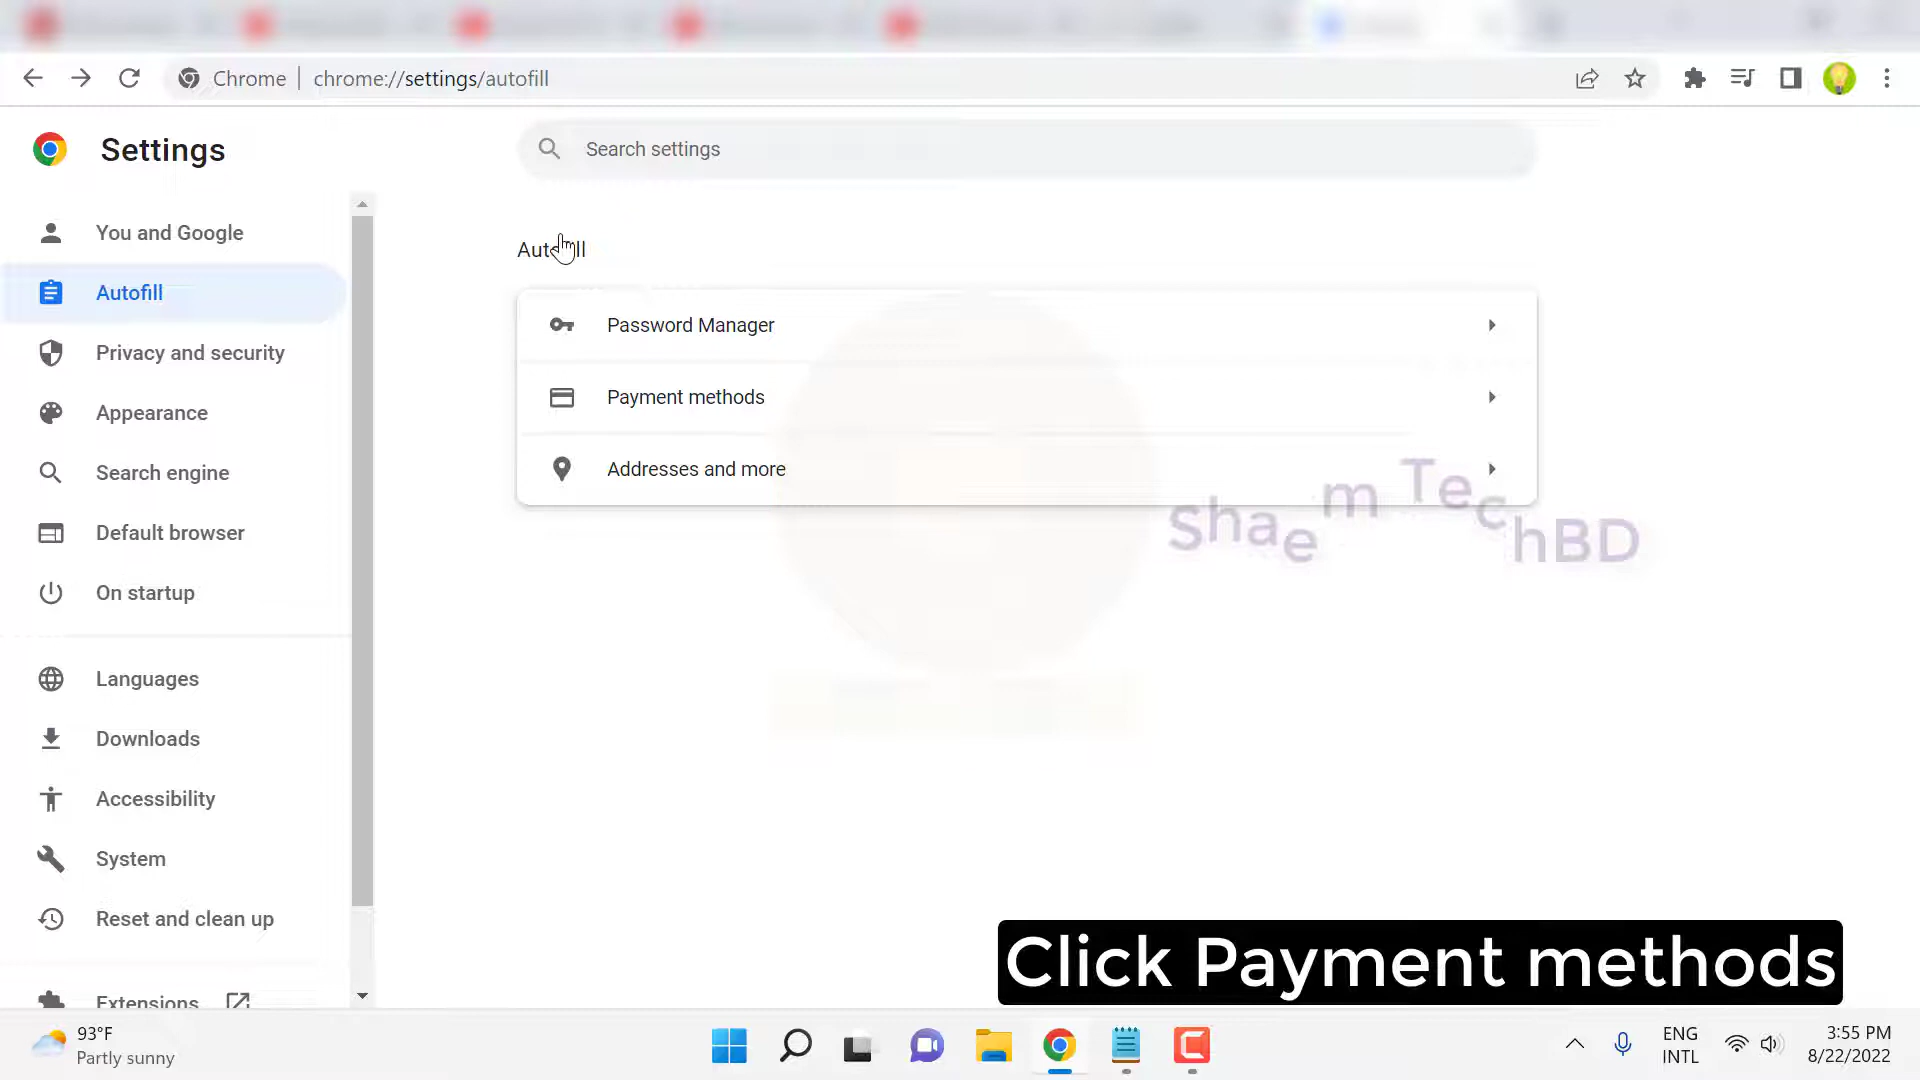 Chrome
chrome://settings/autofill
Settings
Search settings
You and Google
Autofill
Privacy and security
Appearance
Search engine
Default browser
On startup
Languages
Downloads
Accessibility
System
Reset and clean up
Extensions
Autofill
Password Manager
Payment methods
Addresses and more
Shaem TechBD
Click Payment methods
93°F
Partly sunny
ENG
INTL
3:55 PM
8/22/2022